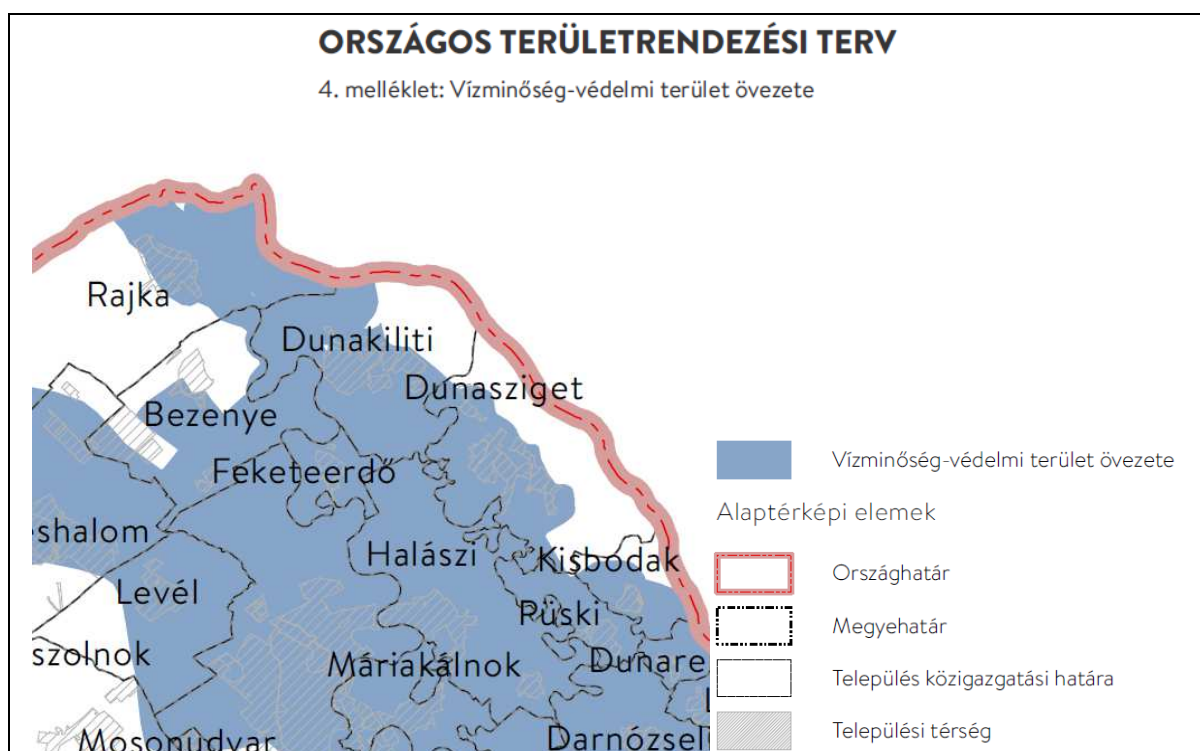 ORSZÁGOS TERÜLETRENDEZÉSI TERV
4. melléklet: Vízminőség-védelmi terület övezete
Rajka
Dunakiliti
Dunasziget
Bezenye
Feketeerdő
eshalom
Halászi
Kisbodak
Levél
Püski
szolnok
Máriakálnok
Dunare
Mosonudvar
Darnózsel
Vízminőség-védelmi terület övezete
Alaptérképi elemek
Országhatár
Megyehatár
Település közigazgatási határa
Települési térség